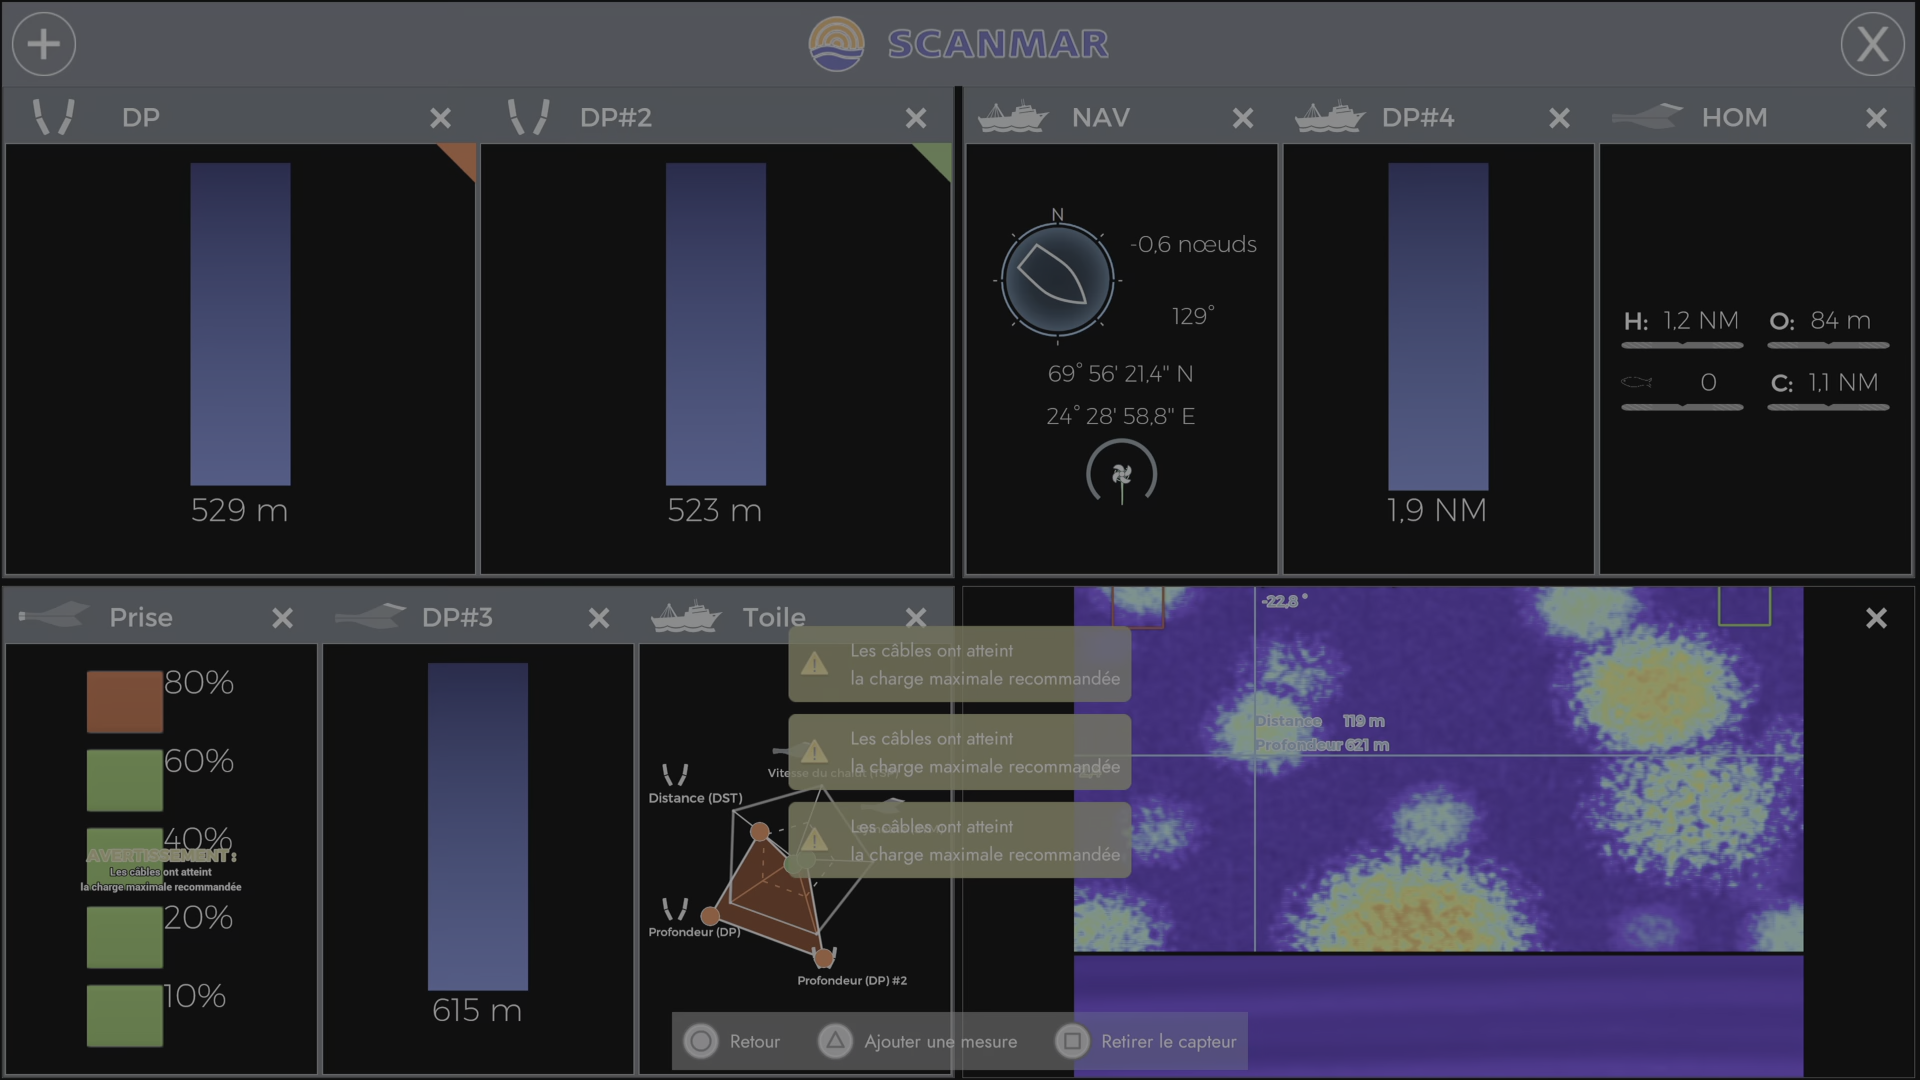 SCANMAR
X
DP
DP#2
NAV
DP#4
HOM
529 m
523 m
N
-0,6 nœuds
129°
69° 56' 21,4" N
24° 28' 58,8" E
1,9 NM
H: 1,2 NM
O: 84 m
0
C: 1,1 NM
Prise
DP#3
Toile
80%
60%
40%
20%
10%
AVERTISSEMENT :
Les câbles ont atteint
la charge maximale recommandée
615 m
Les câbles ont atteint
la charge maximale recommandée
Les câbles ont atteint
la charge maximale recommandée
Les câbles ont atteint
la charge maximale recommandée
Vitesse du chalut
Distance (DST)
Profondeur (DP)
Profondeur (DP) #2
-22,8 °
Distance 119 m
Profondeur 621 m
Retour
Ajouter une mesure
Retirer le capteur